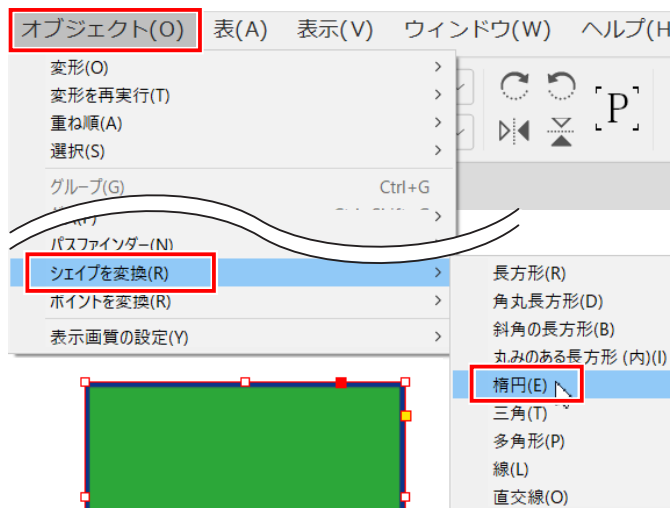 オブジェクト(O) 表(A) 表示(V) ウィンドウ(W) ヘルプ(H
変形(O)
変形を再実行(T)
重ね順(A)
選択(S)
グループ(G) Ctrl+G
パスファインダー(N)
シェイプを変換(R)
ポイントを変換(R)
表示画質の設定(Y)
P
長方形(R)
角丸長方形(D)
斜角の長方形(B)
丸みのある長方形 (内)(I)
楕円(E)
三角(T)
多角形(P)
線(L)
直交線(O)